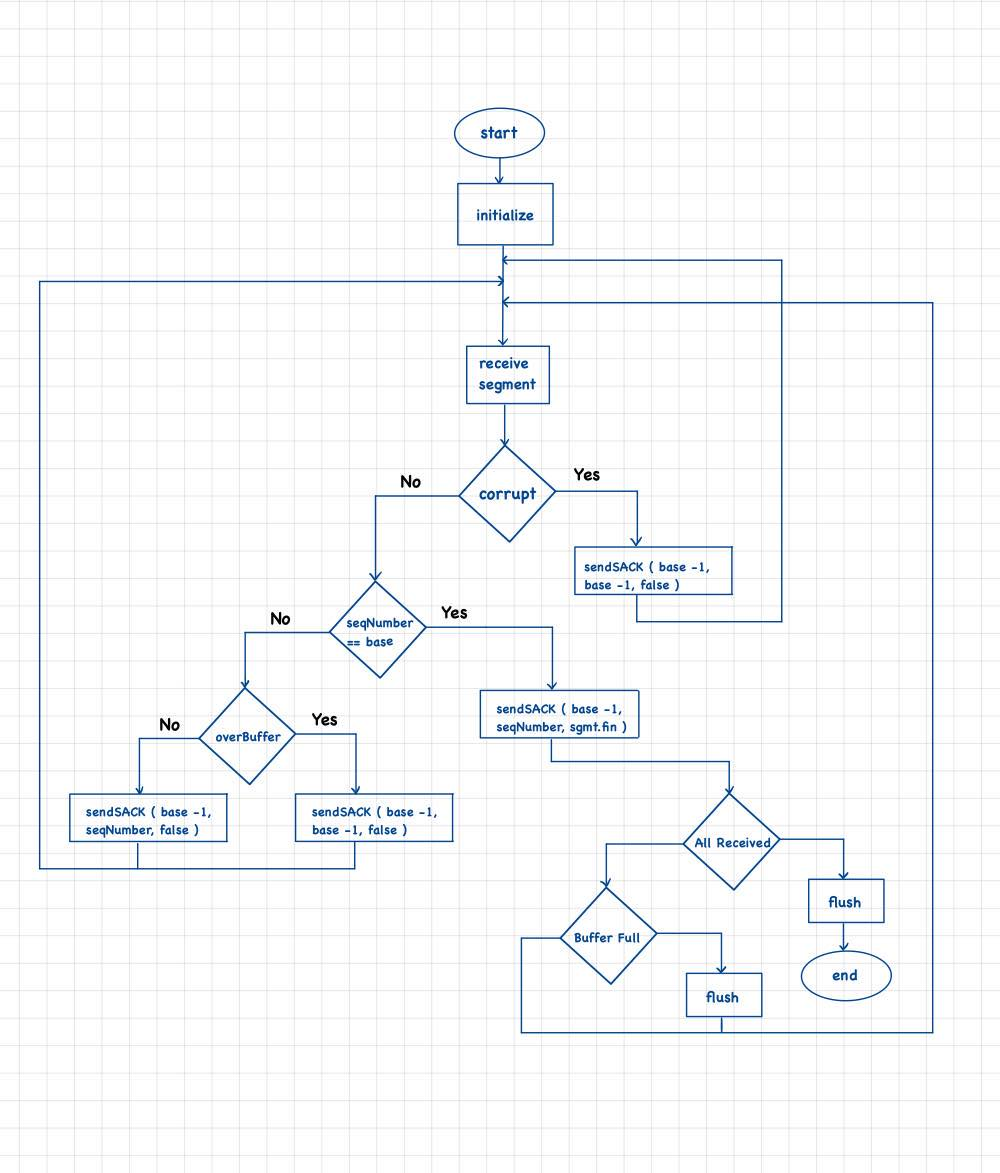 start
initialize
receive
segment
corrupt
No
Yes
sendSACK ( base -1,
base -1, false )
seqNumber
== base
No
Yes
sendSACK ( base -1,
seqNumber, sgmt.fin )
overBuffer
No
Yes
sendSACK ( base -1,
seqNumber, false )
sendSACK ( base -1,
base -1, false )
All Received
flush
end
Buffer Full
flush